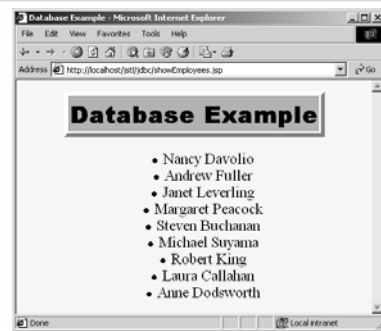 Database Example - Microsoft Internet Explorer
File Edit View Favorites Tools Help
Address http://localhost/jstl/jdbc/showEmployees.jsp Go
Database Example
• Nancy Davolio
• Andrew Fuller
• Janet Leverling
• Margaret Peacock
• Steven Buchanan
• Michael Suyama
• Robert King
• Laura Callahan
• Anne Dodsworth
Done Local intranet